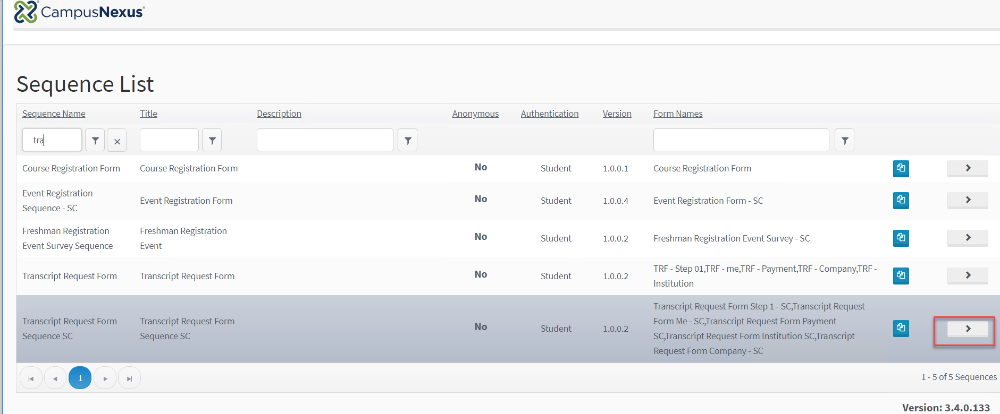 CampusNexus®
Sequence List
Sequence Name Title Description Anonymous Authentication Version Form Names
tra
Course Registration Form Course Registration Form No Student 1.0.0.1 Course Registration Form
Event Registration
Sequence - SC
Event Registration Form No Student 1.0.0.4 Event Registration Form - SC
Freshman Registration
Event Survey Sequence
Freshman Registration
Event
No Student 1.0.0.2 Freshman Registration Event Survey - SC
Transcript Request Form Transcript Request Form No Student 1.0.0.2
TRF - Step 01,TRF - me,TRF - Payment,TRF - Company,TRF -
Institution
Transcript Request Form
Sequence SC
Transcript Request Form
Sequence SC
No Student 1.0.0.2
Transcript Request Form Step 1 - SC,Transcript Request
Form Me - SC,Transcript Request Form Payment
SC,Transcript Request Form Institution SC,Transcript
Request Form Company - SC
1
1 - 5 of 5 Sequences
Version: 3.4.0.133